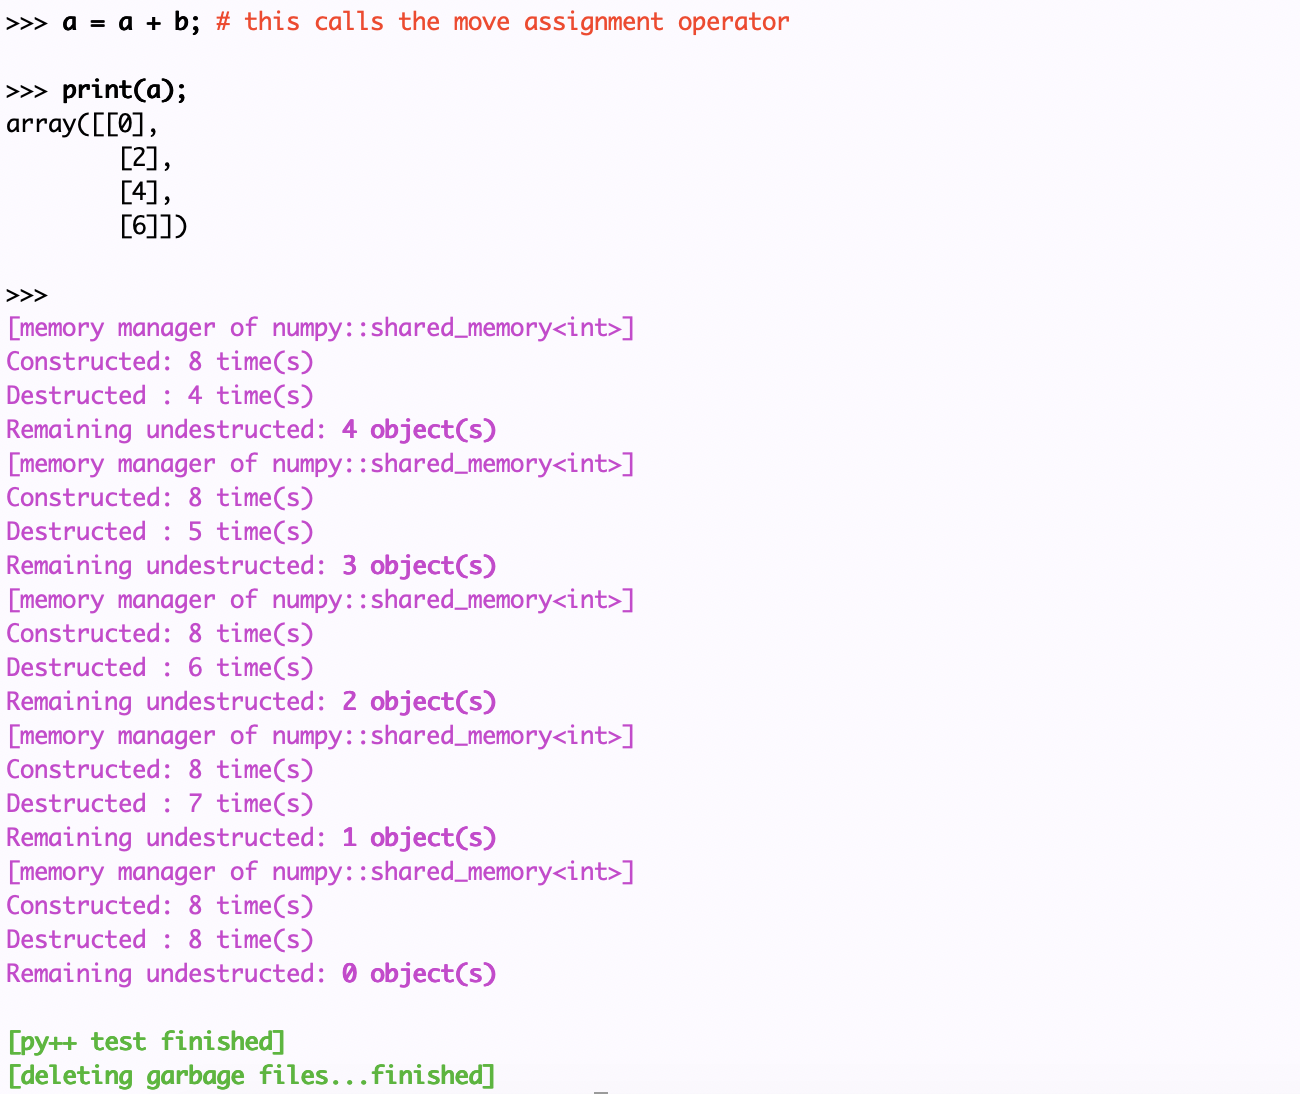 >>> a = a + b; # this calls the move assignment operator
>>> print(a);
array([[0],
[2],
[4],
[6]])
>>>
[memory manager of numpy::shared_memory<int>]
Constructed: 8 time(s)
Destructed : 4 time(s)
Remaining undestructed: 4 object(s)
[memory manager of numpy::shared_memory<int>]
Constructed: 8 time(s)
Destructed : 5 time(s)
Remaining undestructed: 3 object(s)
[memory manager of numpy::shared_memory<int>]
Constructed: 8 time(s)
Destructed : 6 time(s)
Remaining undestructed: 2 object(s)
[memory manager of numpy::shared_memory<int>]
Constructed: 8 time(s)
Destructed : 7 time(s)
Remaining undestructed: 1 object(s)
[memory manager of numpy::shared_memory<int>]
Constructed: 8 time(s)
Destructed : 8 time(s)
Remaining undestructed: 0 object(s)
[py++ test finished]
[deleting garbage files...finished]